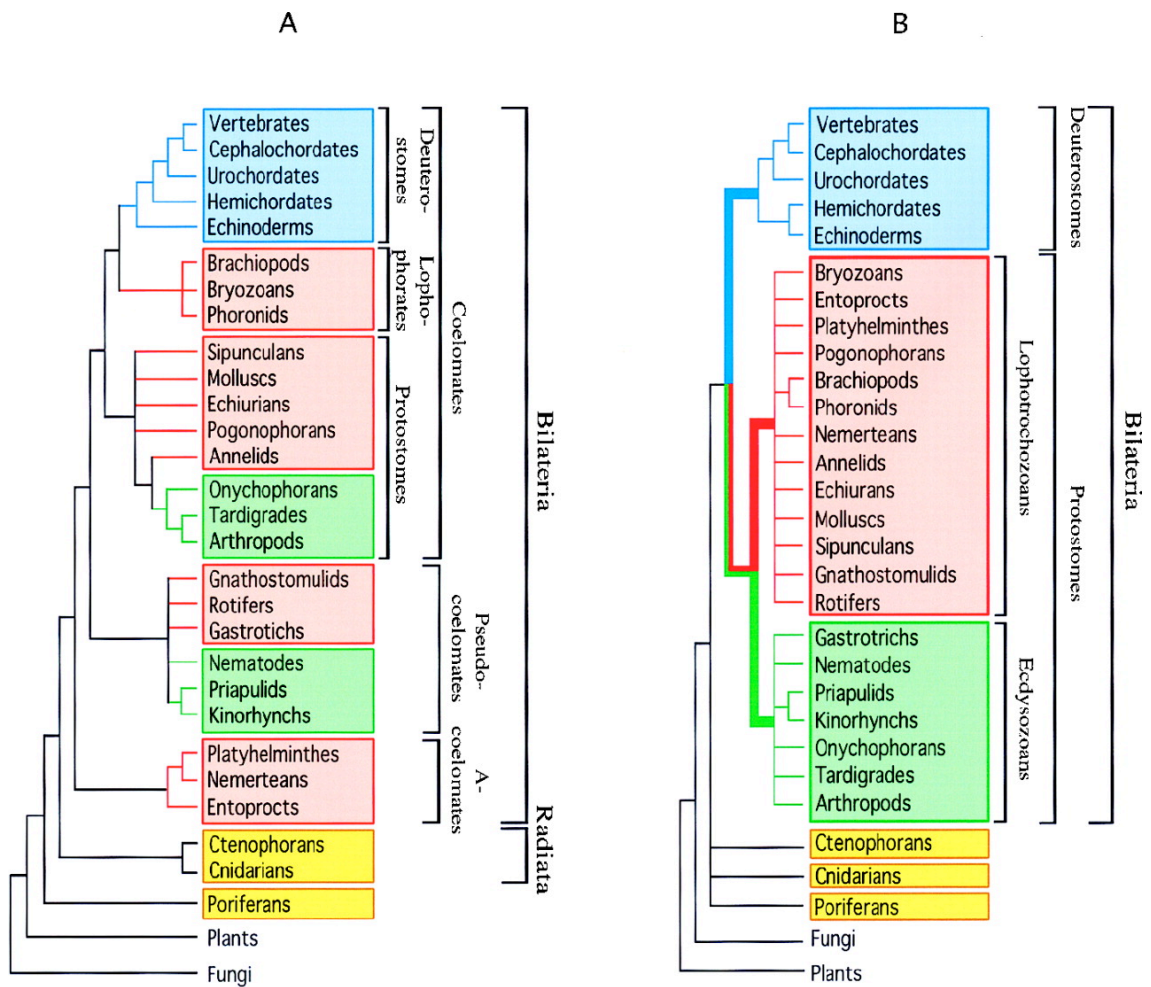 A
Vertebrates
Cephalochordates
Urochordates
Hemichordates
Echinoderms
Brachiopods
Bryozoans
Phoronids
Sipunculans
Molluscs
Echiurians
Pogonophorans
Annelids
Onychophorans
Tardigrades
Arthropods
Gnathostomulids
Rotifers
Gastrotichs
Nematodes
Priapulids
Kinorhynchs
Platyhelminthes
Nemerteans
Entoprocts
Ctenophorans
Cnidarians
Poriferans
Plants
Fungi
Deutero-
stomes
Lopho-
phorates
Protostomes
Coelomates
Pseudo-
coelomates
A-
coelomates
Bilateria
Radiata
B
Vertebrates
Cephalochordates
Urochordates
Hemichordates
Echinoderms
Bryozoans
Entoprocts
Platyhelminthes
Pogonophorans
Brachiopods
Phoronids
Nemerteans
Annelids
Echiurans
Molluscs
Sipunculans
Gnathostomulids
Rotifers
Gastrotrichs
Nematodes
Priapulids
Kinorhynchs
Onychophorans
Tardigrades
Arthropods
Ctenophorans
Cnidarians
Poriferans
Fungi
Plants
Deuterostomes
Lophotrochozoans
Ecdysozoans
Protostomes
Bilateria